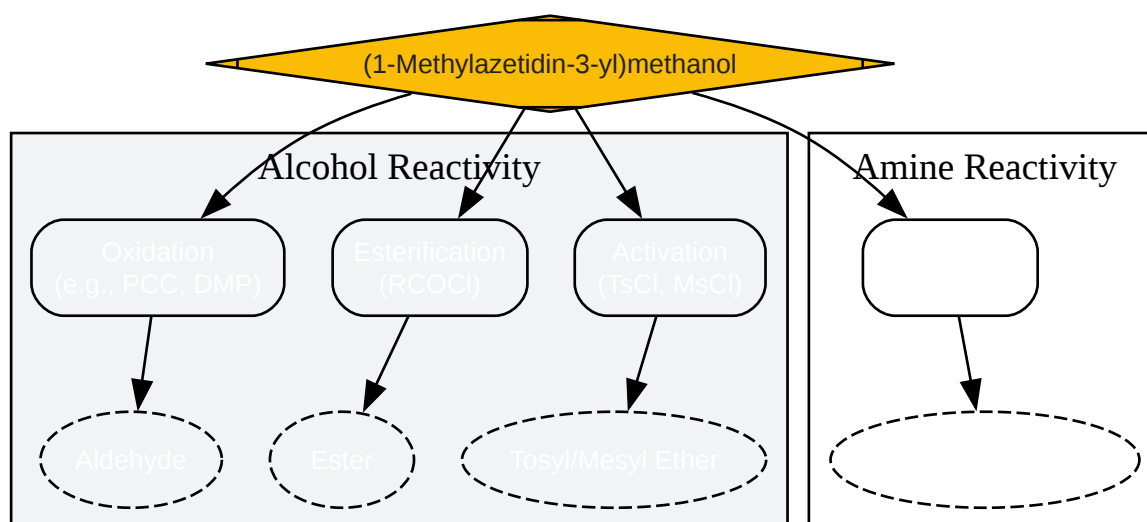 (1-Methylazetidin-3-yl)methanol
Alcohol Reactivity
Amine Reactivity
Oxidation
(e.g., PCC, DMP)
Esterification
(RCOCl)
Activation
(TsCl, MsCl)
Aldehyde
Ester
Tosyl/Mesyl Ether